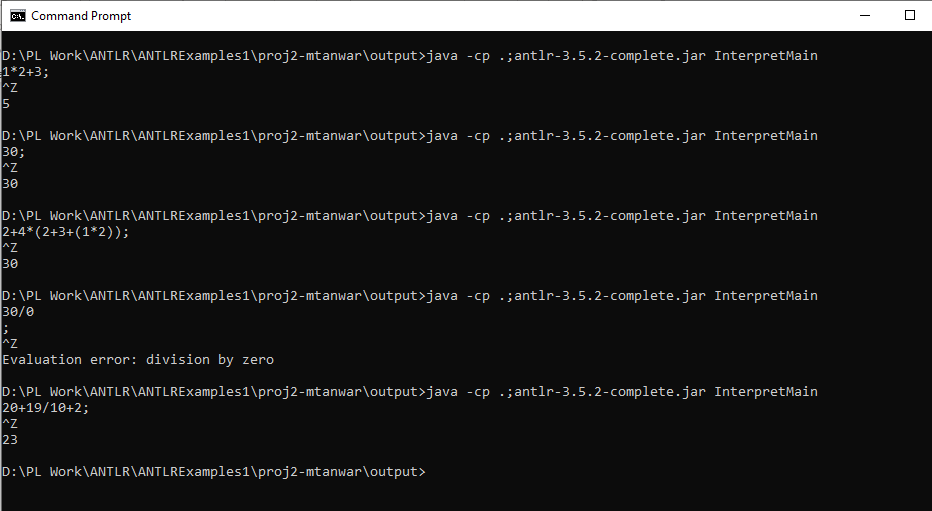 Command Prompt
D:\PL Work\ANTLR\ANTLRExamples1\proj2-mtanwar\output>java -cp .;antlr-3.5.2-complete.jar InterpretMain
1*2+3;
^Z
5
D:\PL Work\ANTLR\ANTLRExamples1\proj2-mtanwar\output>java -cp .;antlr-3.5.2-complete.jar InterpretMain
30;
^Z
30
D:\PL Work\ANTLR\ANTLRExamples1\proj2-mtanwar\output>java -cp .;antlr-3.5.2-complete.jar InterpretMain
2+4*(2+3+(1*2));
^Z
30
D:\PL Work\ANTLR\ANTLRExamples1\proj2-mtanwar\output>java -cp .;antlr-3.5.2-complete.jar InterpretMain
30/0
;
^Z
Evaluation error: division by zero
D:\PL Work\ANTLR\ANTLRExamples1\proj2-mtanwar\output>java -cp .;antlr-3.5.2-complete.jar InterpretMain
20+19/10+2;
^Z
23
D:\PL Work\ANTLR\ANTLRExamples1\proj2-mtanwar\output>